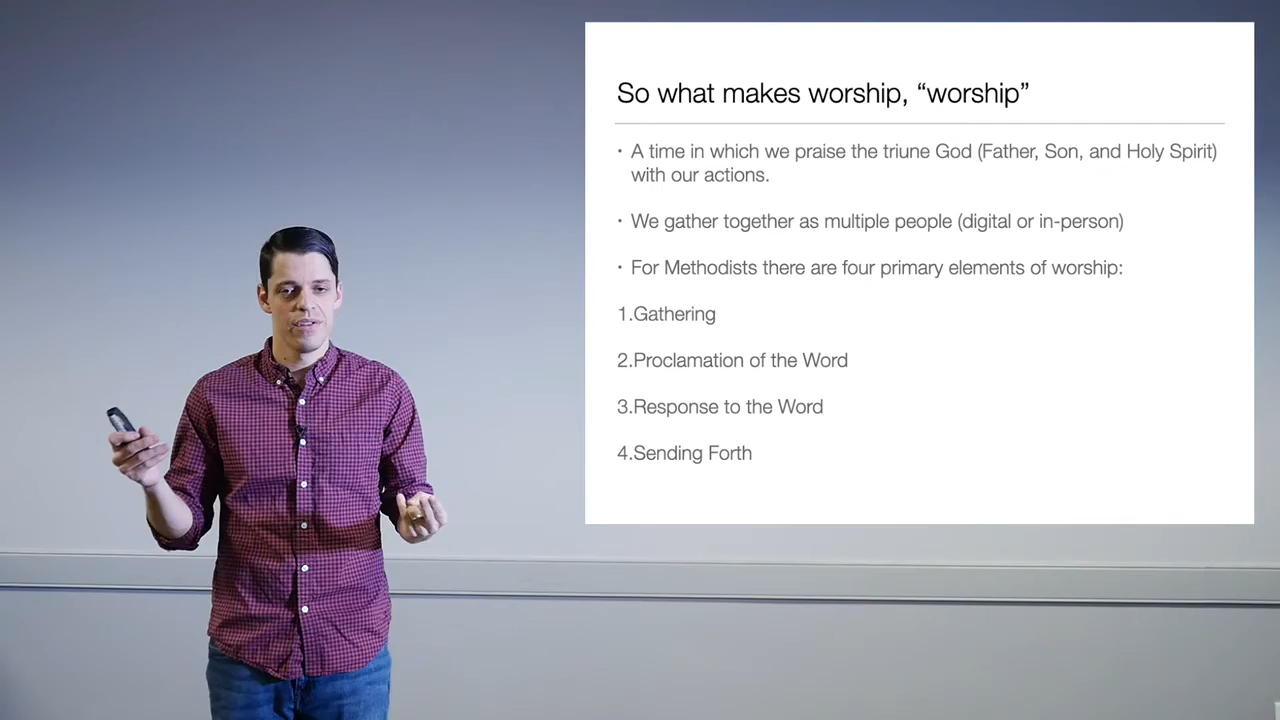 So what makes worship, “worship”
· A time in which we praise the triune God (Father, Son, and Holy Spirit)
with our actions.
· We gather together as multiple people (digital or in-person)
· For Methodists there are four primary elements of worship:
1.Gathering
2.Proclamation of the Word
3.Response to the Word
4.Sending Forth